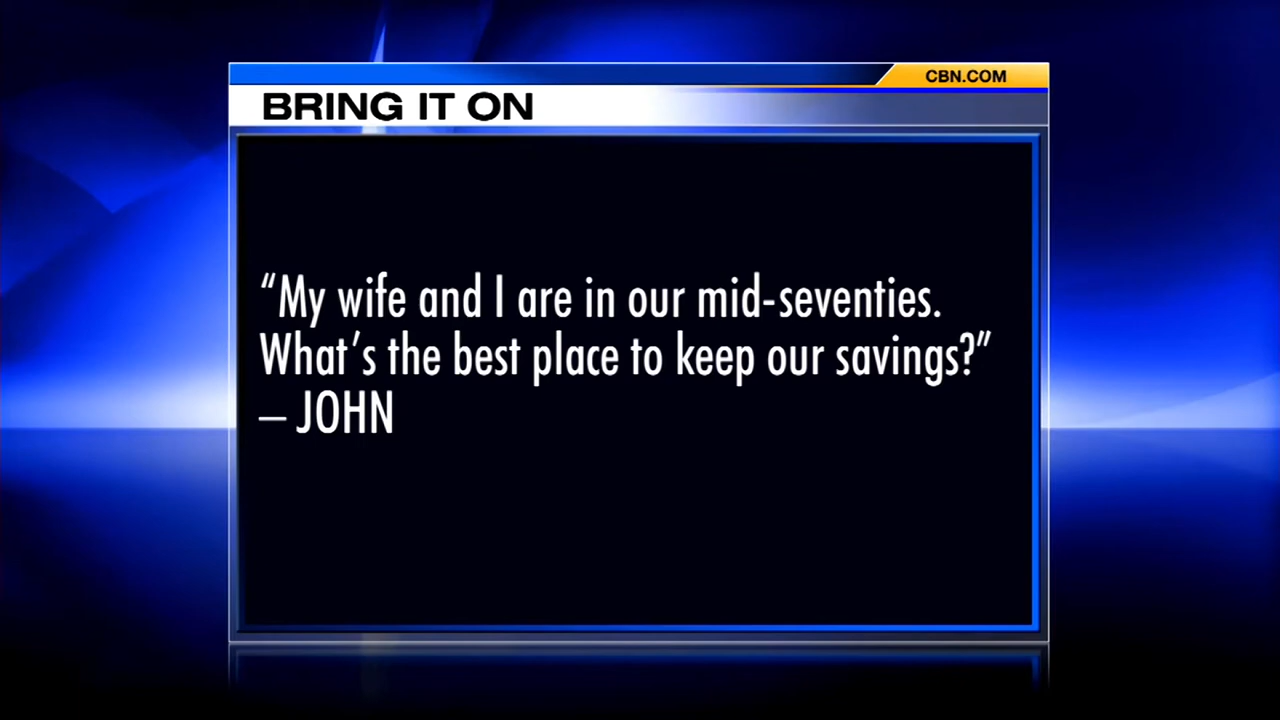 CBN.COM
BRING IT ON
“My wife and I are in our mid-seventies.
What’s the best place to keep our savings?”
– JOHN